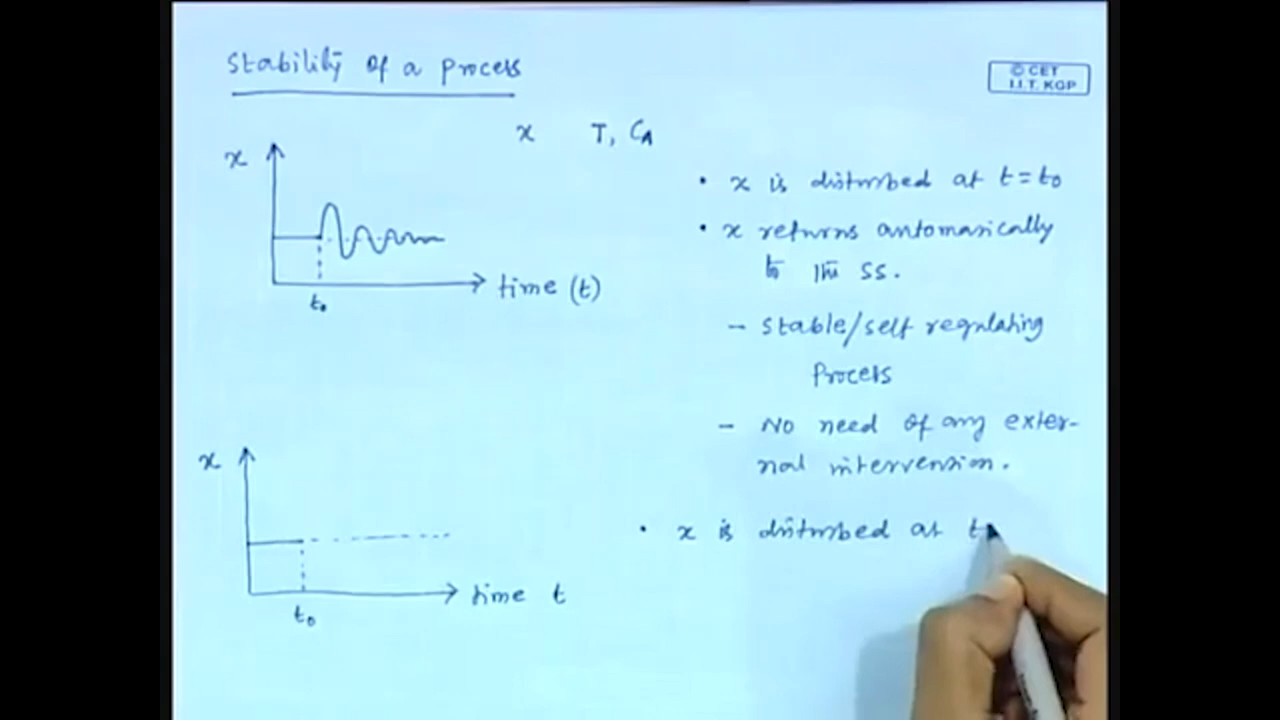 Stability of a process
© CET
I.I.T. KGP
x T, CA
x
time (t)
t0
• x is disturbed at t = t0
• x returns automatically
to the SS.
- stable/self regulating
Process
- No need of any exter-
nal intervension.
x
time t
t0
• x is disturbed at t